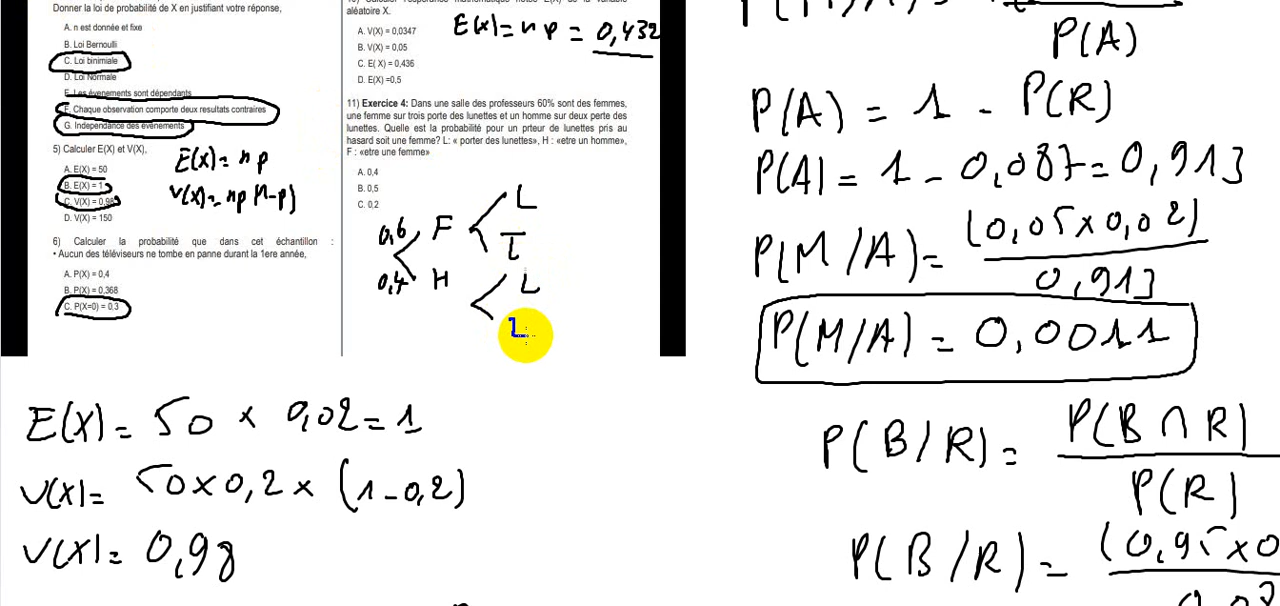 Donner la loi de probabilité de X en justifiant votre réponse,
A. n est donnée et fixe
B. Loi Bernoulli
C. Loi binimiale
D. Loi Normale
E. Les évenements sont dépendants
F. Chaque observation comporte deux resultats contraires
G. Independance des évenements
5) Calculer E(X) et V(X),
E(X) = n p
V(X) = np (1-p)
A. E(X) = 50
B. E(X) = 1
C. V(X) = 0,98
D. V(X) = 150
6) Calculer la probabilité que dans cet échantillon :
• Aucun des téléviseurs ne tombe en panne durant la 1ere année,
A. P(X) = 0,4
B. P(X) = 0,368
C. P(X=0) = 0,3
aléatoire X.
E(X) = n p = 0,432
A. V(X) = 0,0347
B. V(X) = 0,05
C. E( X) = 0,436
D. E(X) =0,5
11) Exercice 4: Dans une salle des professeurs 60% sont des femmes,
une femme sur trois porte des lunettes et un homme sur deux perte des
lunettes. Quelle est la probabilité pour un prteur de lunettes pris au
hasard soit une femme? L: « porter des lunettes», H : «etre un homme»,
F : «etre une femme»
A. 0,4
B. 0,5
C. 0,2
0,6 F L
L
0,4 H L
L
E(X) = 50 × 0,02 = 1
V(X) = 50 x 0,2 x (1-0,2)
V(X) = 0,98
P(A)
P(A) = 1 - P(R)
P(A) = 1 - 0,087 = 0,913
P(M/A) = (0,05 x 0,02)
0,913
P(M/A) = 0,0011
P(B/R) = P(B ∩ R)
P(R)
P(B/R) = (0,95 x 0